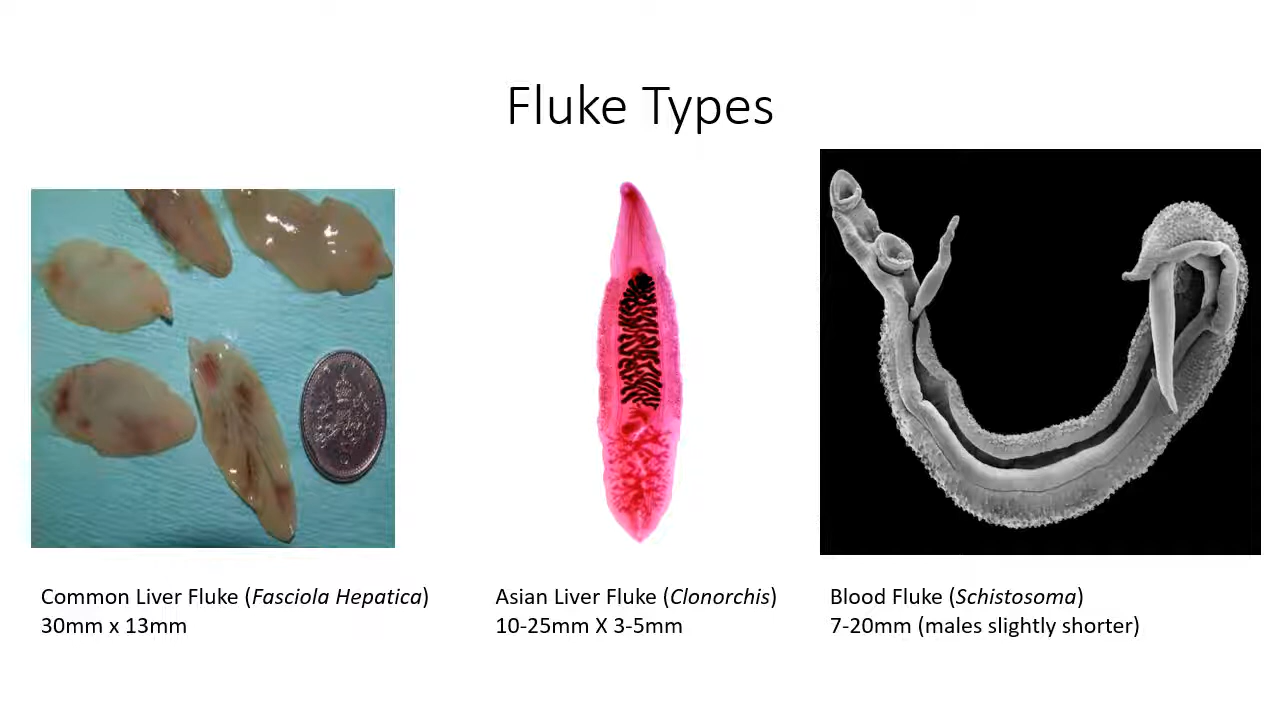 Fluke Types
Common Liver Fluke (Fasciola Hepatica)
30mm x 13mm
Asian Liver Fluke (Clonorchis)
10-25mm X 3-5mm
Blood Fluke (Schistosoma)
7-20mm (males slightly shorter)